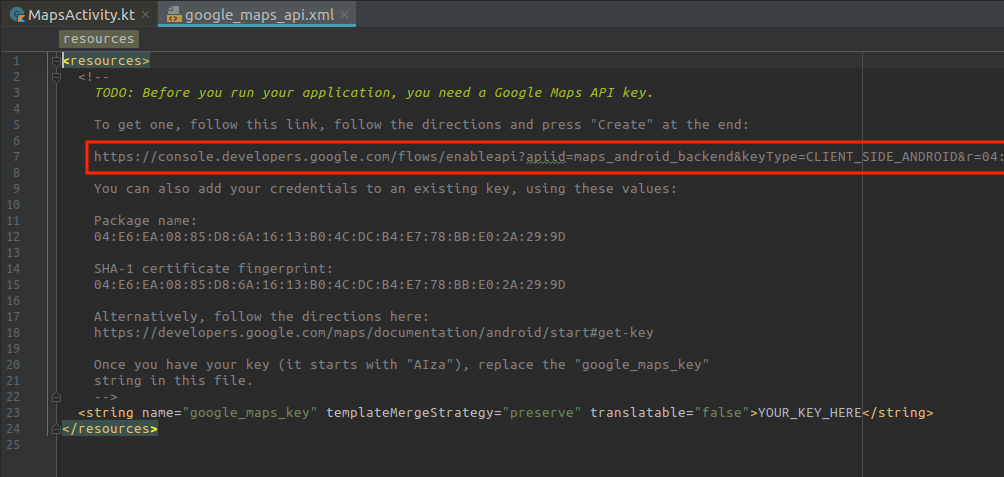 MapsActivity.kt
google_maps_api.xml
resources
1 <resources>
2 <!--
3 TODO: Before you run your application, you need a Google Maps API key.
4
5 To get one, follow this link, follow the directions and press "Create" at the end:
6
7 https://console.developers.google.com/flows/enableapi?apiid=maps_android_backend&keyType=CLIENT_SIDE_ANDROID&r=04:
8
9 You can also add your credentials to an existing key, using these values:
10
11 Package name:
12 04:E6:EA:08:85:D8:6A:16:13:B0:4C:DC:B4:E7:78:BB:E0:2A:29:9D
13
14 SHA-1 certificate fingerprint:
15 04:E6:EA:08:85:D8:6A:16:13:B0:4C:DC:B4:E7:78:BB:E0:2A:29:9D
16
17 Alternatively, follow the directions here:
18 https://developers.google.com/maps/documentation/android/start#get-key
19
20 Once you have your key (it starts with "AIza"), replace the "google_maps_key"
21 string in this file.
22 -->
23 <string name="google_maps_key" templateMergeStrategy="preserve" translatable="false">YOUR_KEY_HERE</string>
24 </resources>
25